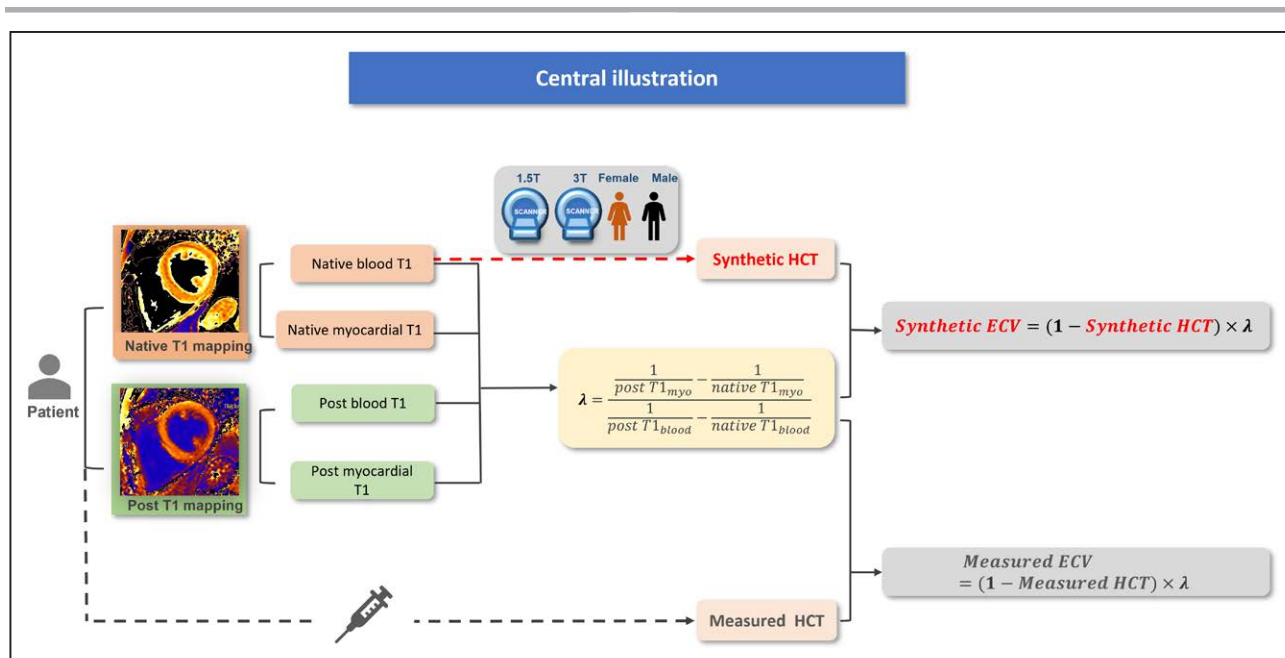 Central illustration
1.5T 3T Female Male
SCANNER SCANNER
Native T1 mapping
Native blood T1
Native myocardial T1
Synthetic HCT
Synthetic ECV = (1 − Synthetic HCT) × λ
Patient
Post T1 mapping
Post blood T1
Post myocardial
T1
λ = (1/post T1myo − 1/native T1myo) / (1/post T1blood − 1/native T1blood)
Measured HCT
Measured ECV
= (1 − Measured HCT) × λ